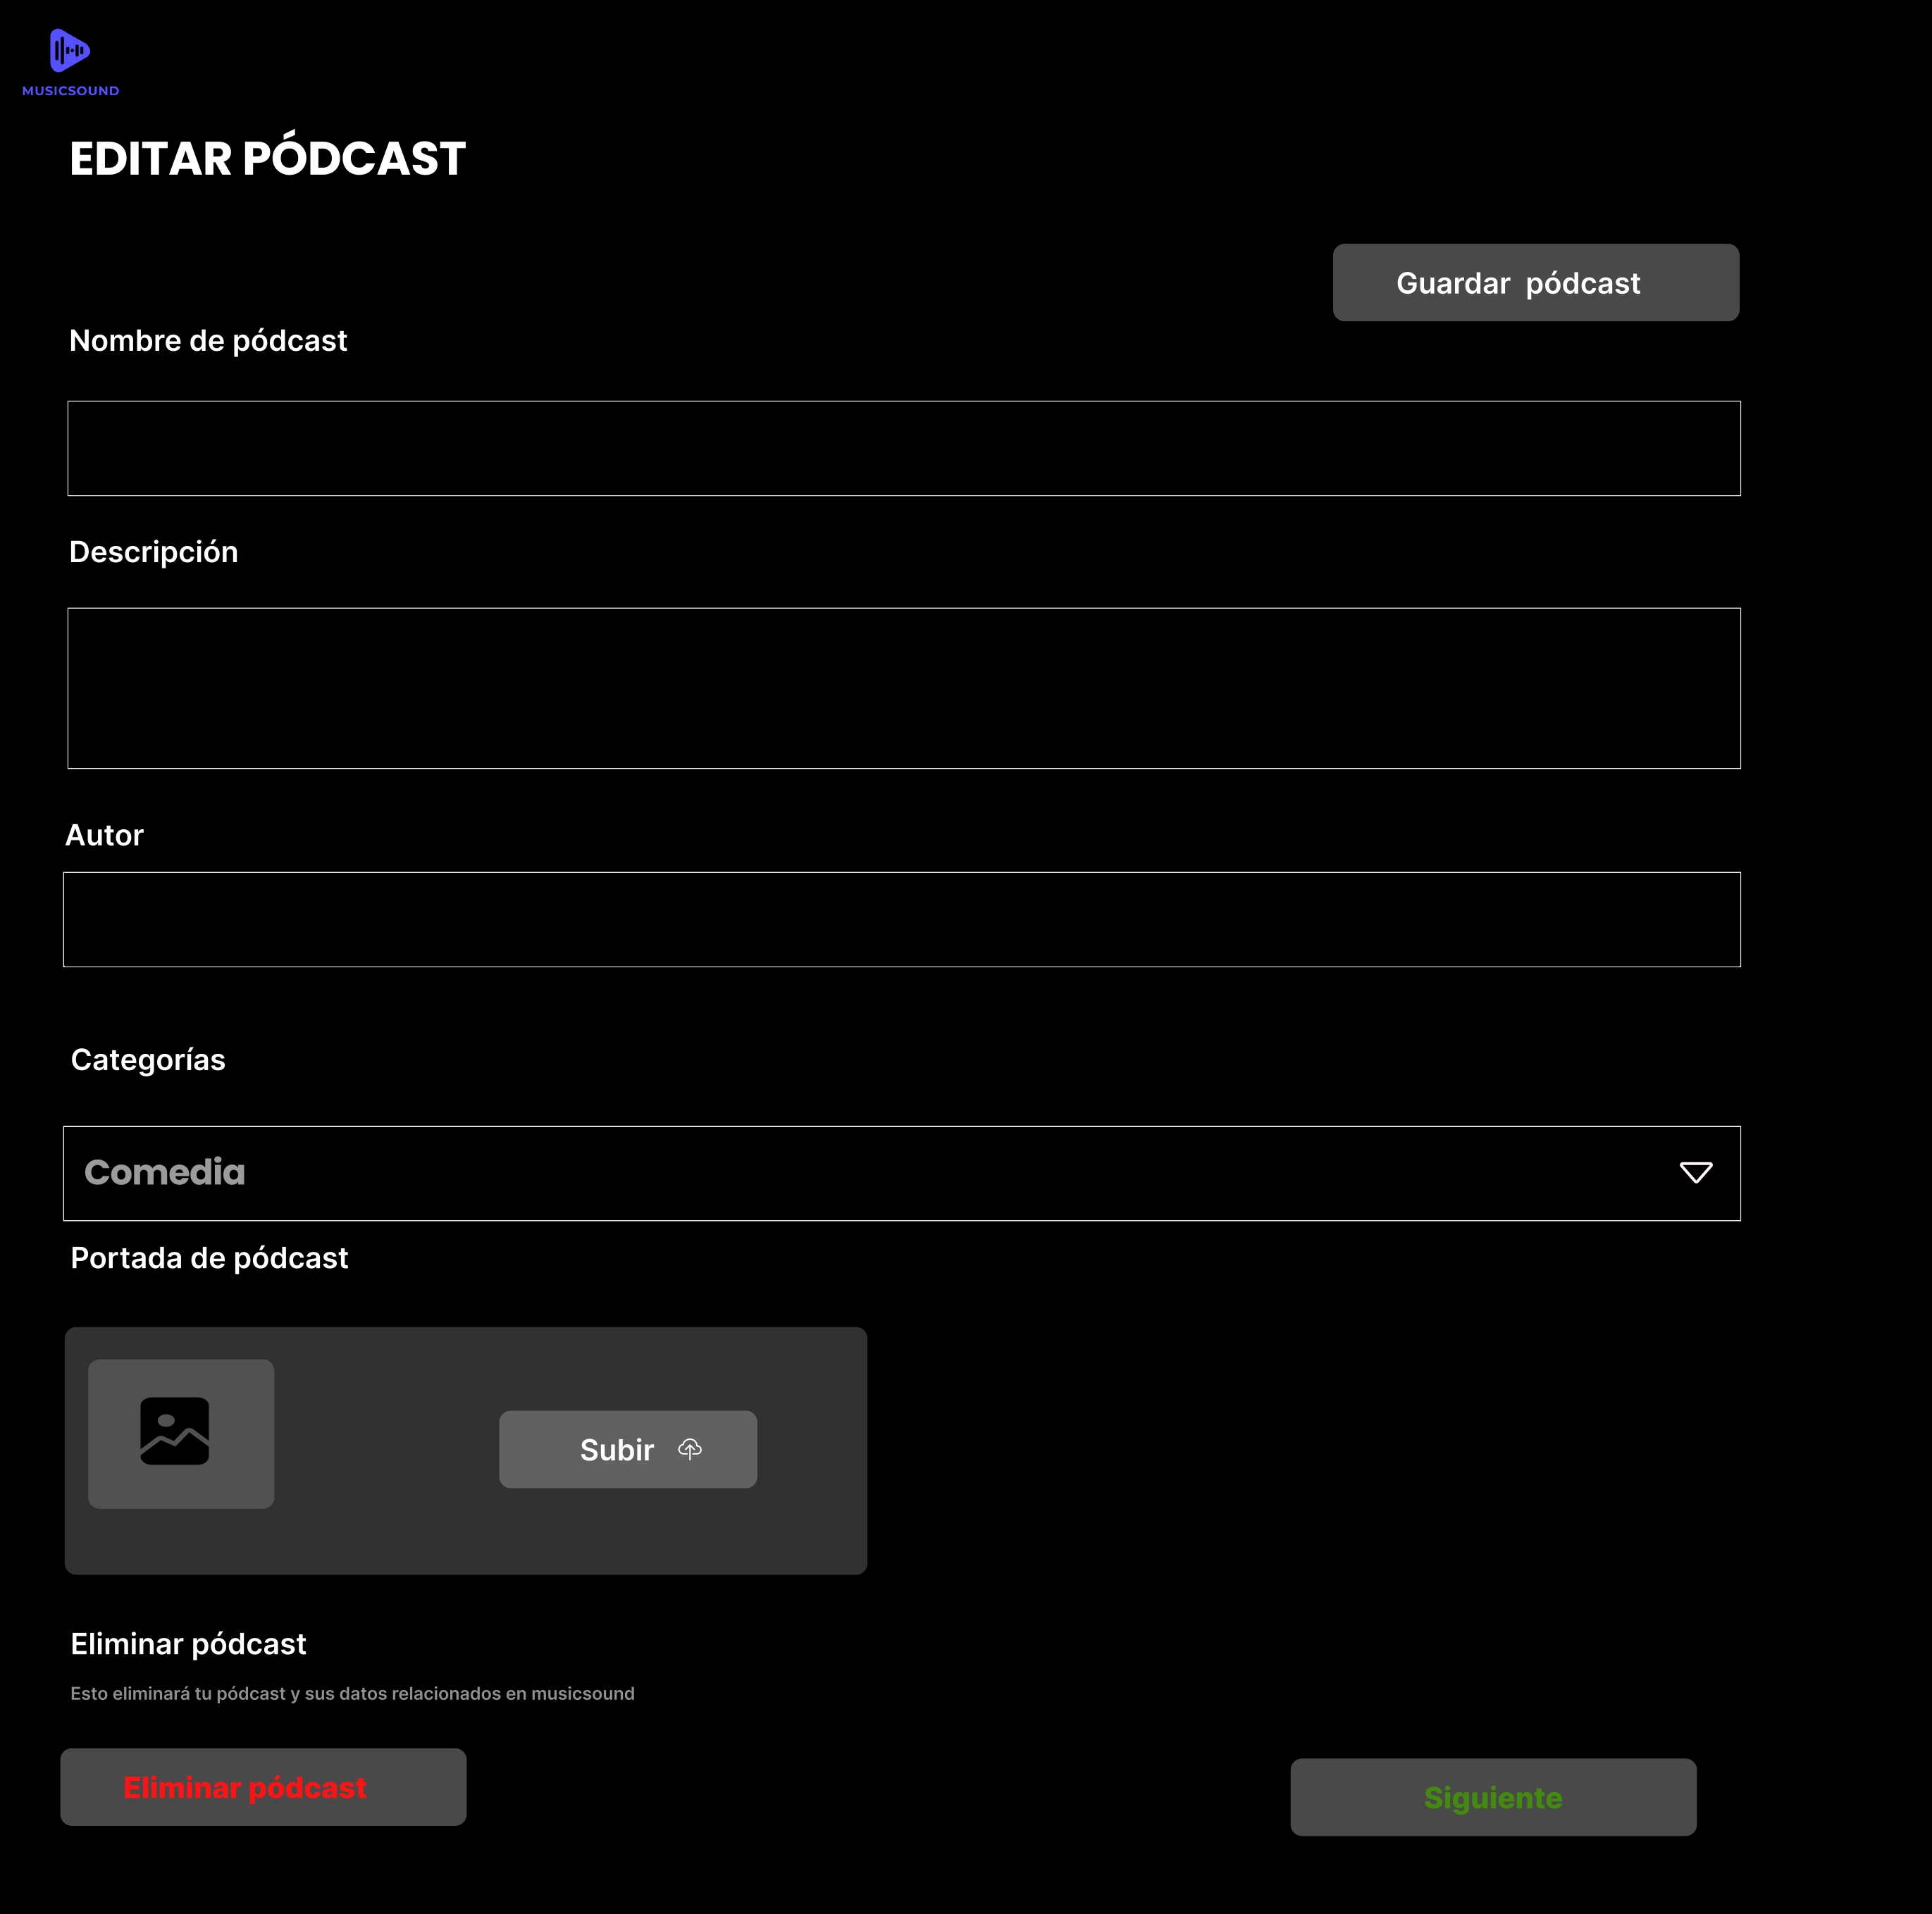 MUSICSOUND
EDITAR PÓDCAST
Guardar pódcast
Nombre de pódcast
Descripción
Autor
Categorías
Comedia
Portada de pódcast
Subir
Eliminar pódcast
Esto eliminará tu pódcast y sus datos relacionados en musicsound
Eliminar pódcast
Siguiente